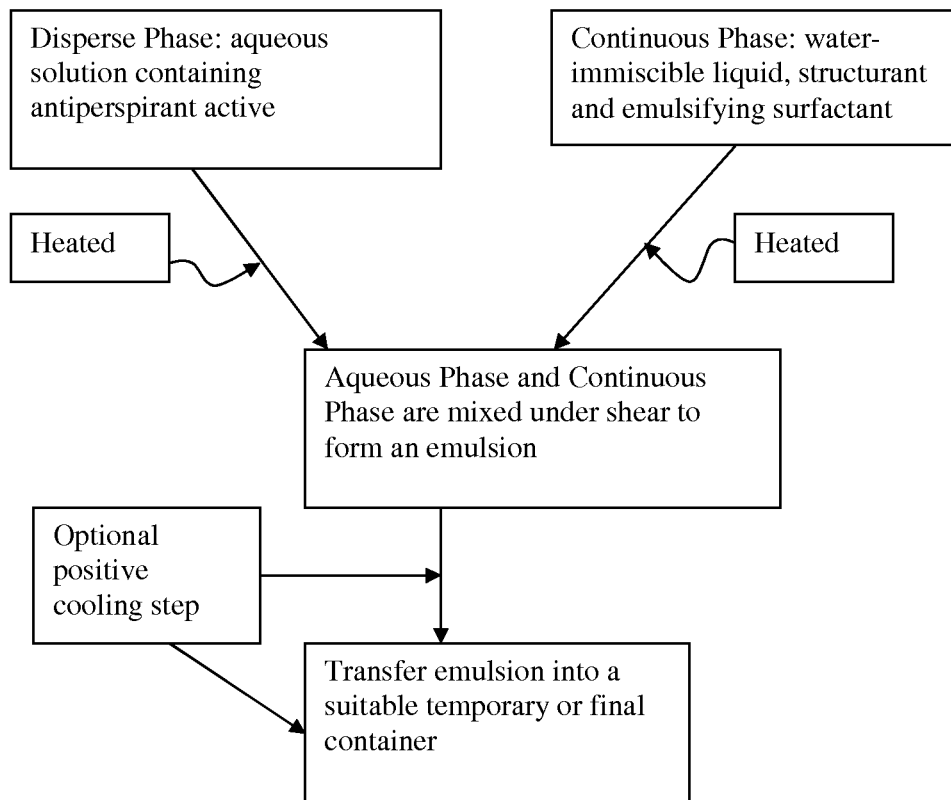 Disperse Phase: aqueous
solution containing
antiperspirant active
Continuous Phase: water-
immiscible liquid, structurant
and emulsifying surfactant
Heated
Heated
Aqueous Phase and Continuous
Phase are mixed under shear to
form an emulsion
Optional
positive
cooling step
Transfer emulsion into a
suitable temporary or final
container